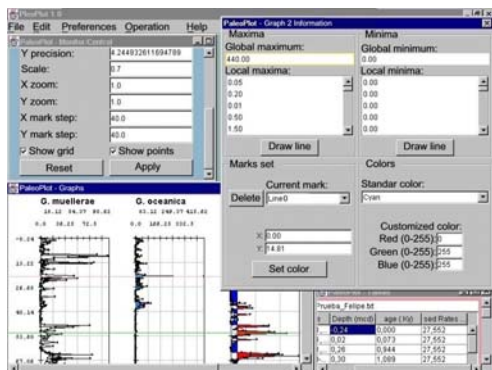 PleoPlot 1.0
File Edit Preferences Operation Help
PaleoPlot - Monitor Control
Y precision: 4.244932611694789
Scale: 0.7
X zoom: 1.0
Y zoom: 1.0
X mark step: 40.0
Y mark step: 40.0
Show grid Show points
Reset Apply
PaleoPlot - Graph 2 Information
Maxima Minima
Global maximum: Global minimum:
440.00 0.00
Local maxima: Local minima:
0.05 0.00
0.20 0.00
0.01 0.00
0.50 0.00
1.50 0.00
Draw line Draw line
Marks set Colors
Current mark: Standar color:
Delete Line0 Cyan
X: 0.00
Y: 14.81
Set color
Customized color:
Red (0-255): 0
Green (0-255): 255
Blue (0-255): 255
PaleoPlot - Graphs
G. muellerae G. oceanica
-0.24
Prueba_Felipe.txt
Depth (mcd) age (Ky) sed Rates
-0,24 0,000 27,552
0,02 0,073 27,552
0,26 0,944 27,552
0,30 1,089 27,552